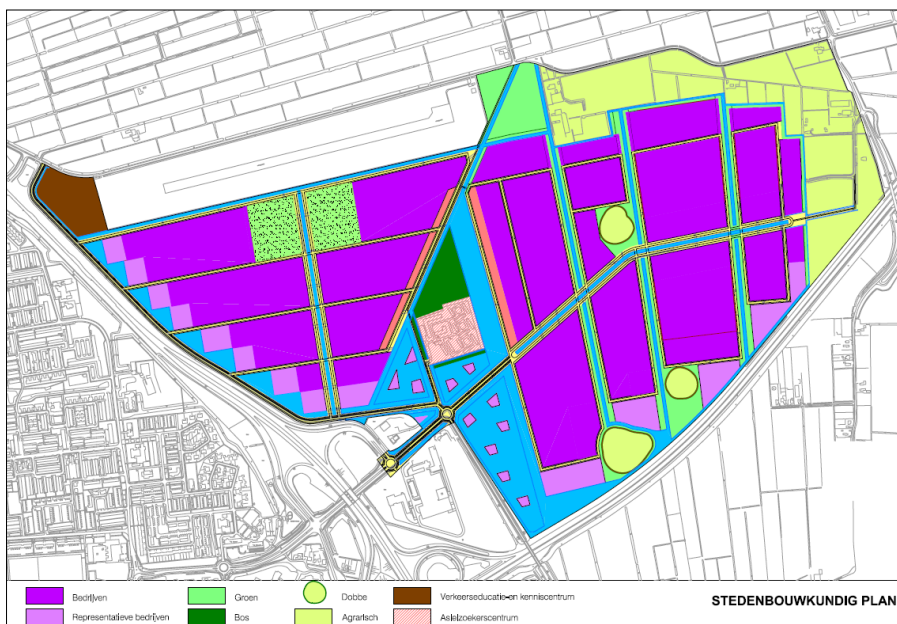 Bedrijven
Groen
Dobbe
Verkeerseducatie-en kenniscentrum
Representatieve bedrijven
Bos
Agrarisch
Asielzoekerscentrum
STEDENBOUWKUNDIG PLAN